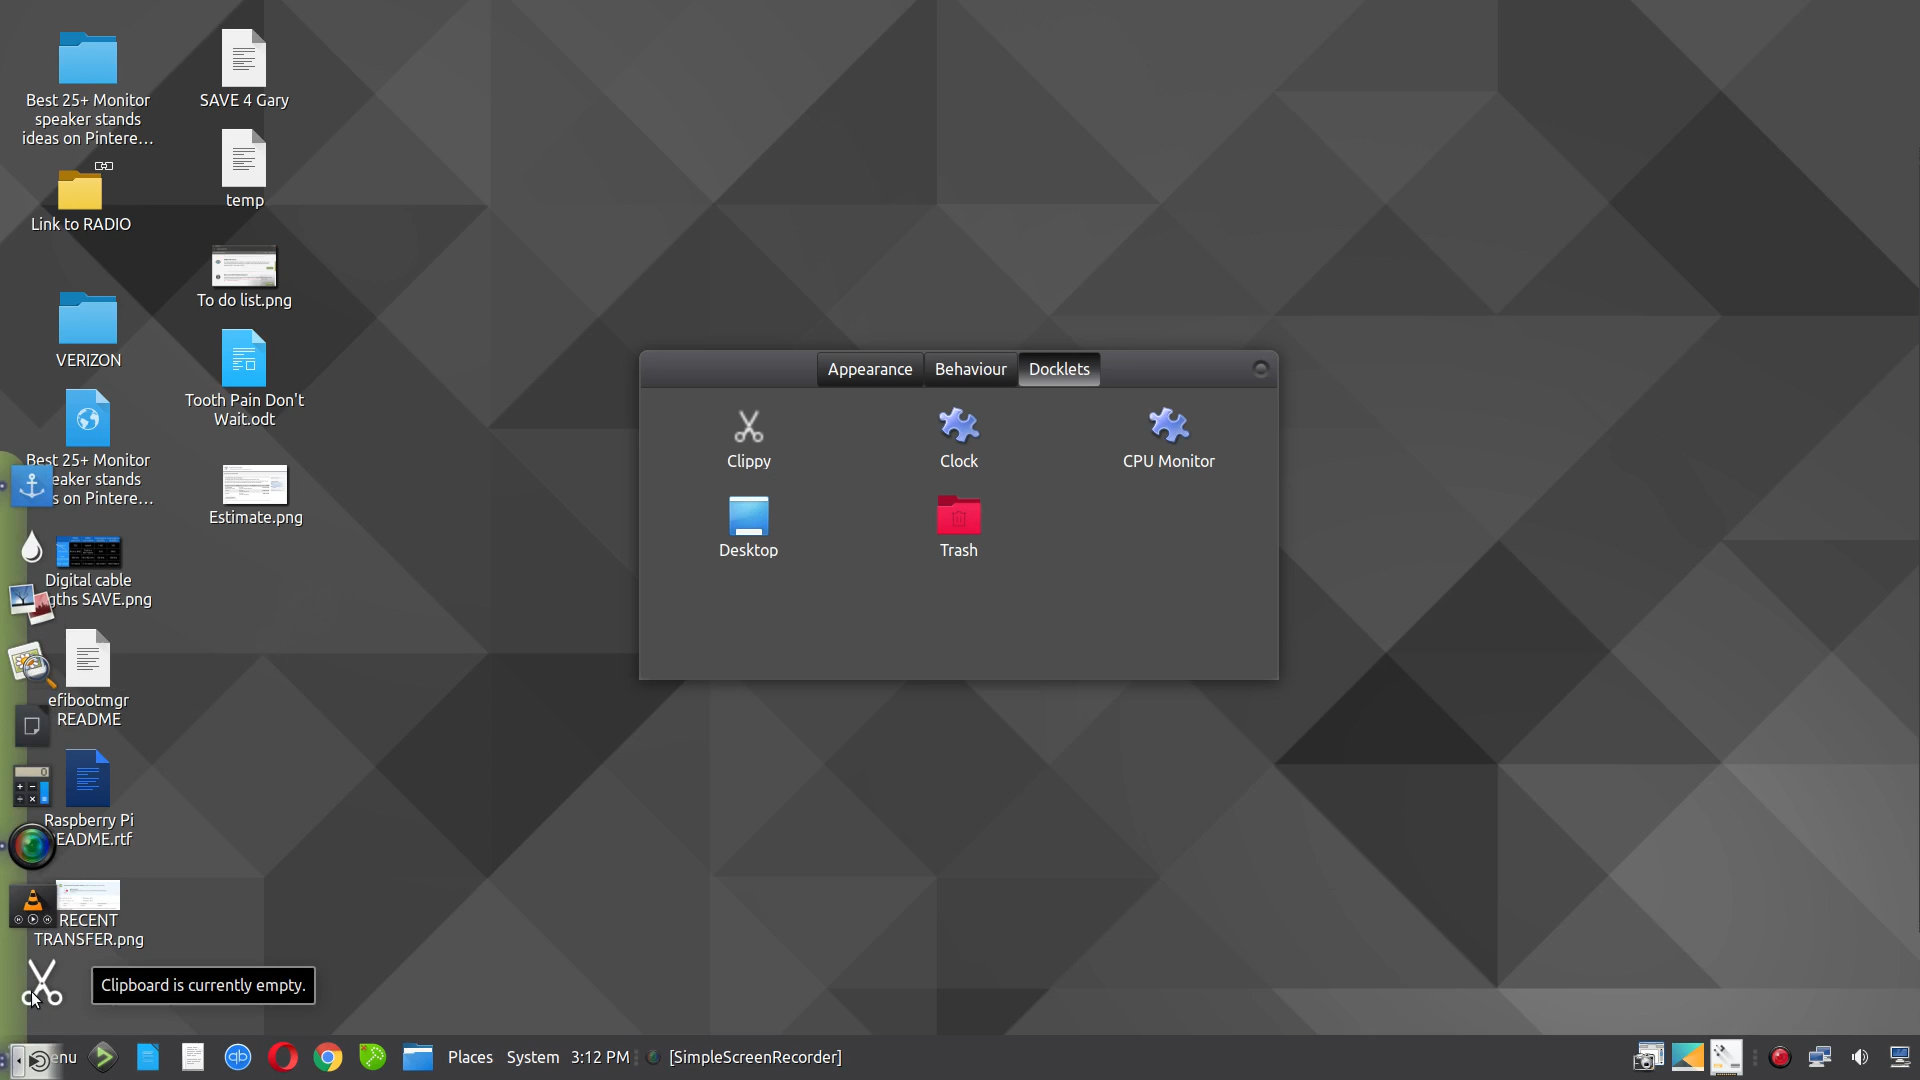 Best 25+ Monitor
speaker stands
ideas on Pintere...
Link to RADIO
VERIZON
Best 25+ Monitor
eaker stands
s on Pintere...
Digital cable
gths SAVE.png
efibootmgr
README
Raspberry Pi
EADME.rtf
RECENT
TRANSFER.png
SAVE 4 Gary
temp
To do list.png
Tooth Pain Don't
Wait.odt
Estimate.png
Appearance
Behaviour
Docklets
Clippy
Clock
CPU Monitor
Desktop
Trash
Clipboard is currently empty.
enu
Places
System
3:12 PM
[SimpleScreenRecorder]